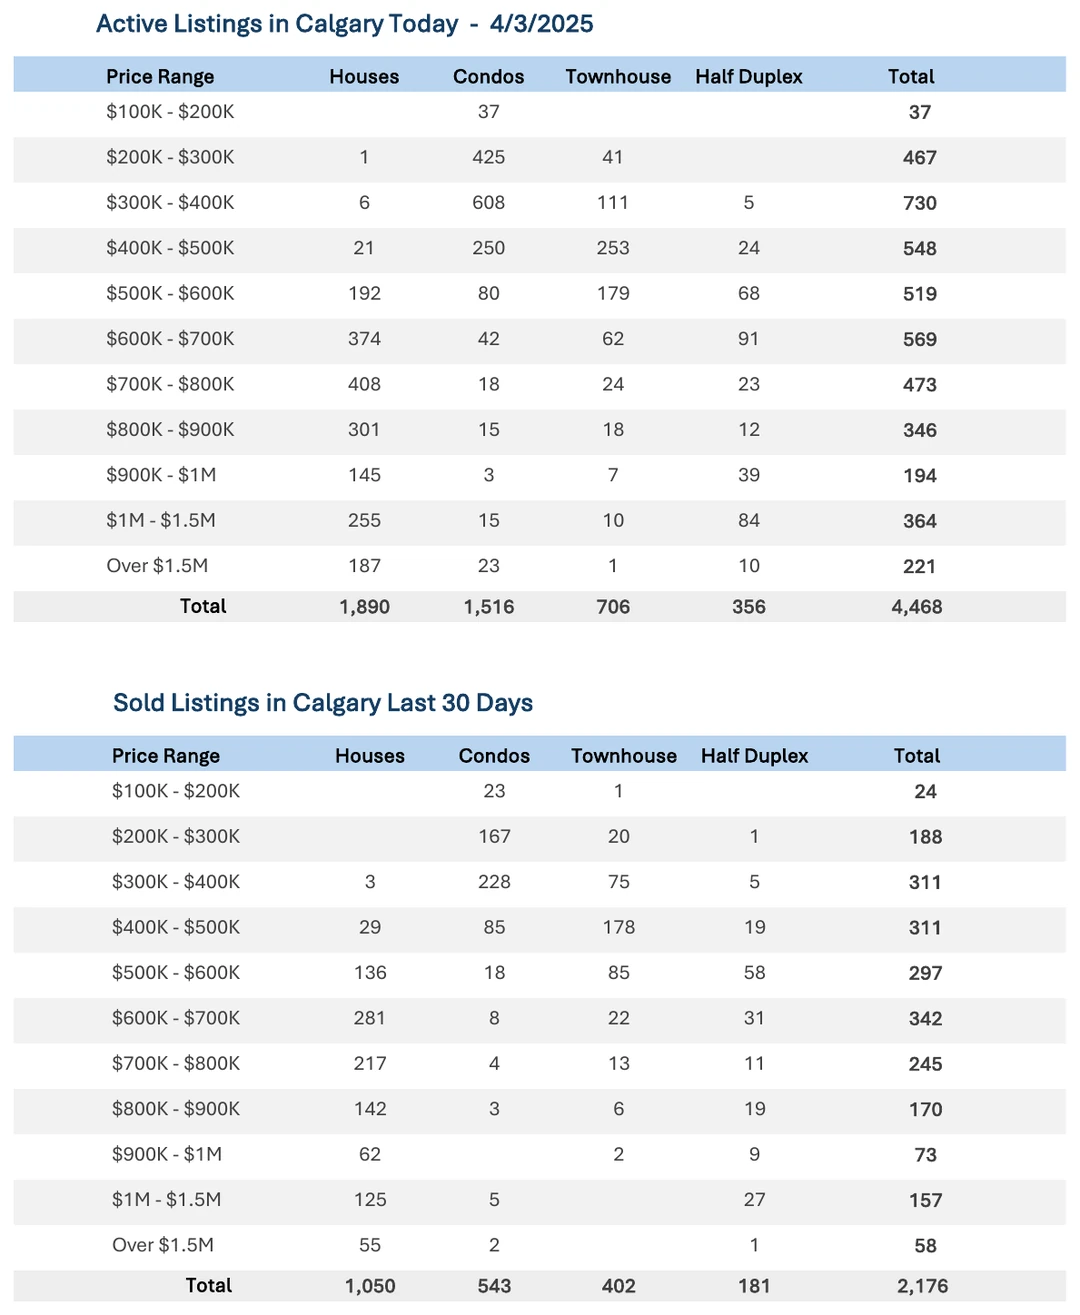 Active Listings in Calgary Today - 4/3/2025
Price Range Houses Condos Townhouse Half Duplex Total
$100K - $200K 37 37
$200K - $300K 1 425 41 467
$300K - $400K 6 608 111 5 730
$400K - $500K 21 250 253 24 548
$500K - $600K 192 80 179 68 519
$600K - $700K 374 42 62 91 569
$700K - $800K 408 18 24 23 473
$800K - $900K 301 15 18 12 346
$900K - $1M 145 3 7 39 194
$1M - $1.5M 255 15 10 84 364
Over $1.5M 187 23 1 10 221
Total 1,890 1,516 706 356 4,468
Sold Listings in Calgary Last 30 Days
Price Range Houses Condos Townhouse Half Duplex Total
$100K - $200K 23 1 24
$200K - $300K 167 20 1 188
$300K - $400K 3 228 75 5 311
$400K - $500K 29 85 178 19 311
$500K - $600K 136 18 85 58 297
$600K - $700K 281 8 22 31 342
$700K - $800K 217 4 13 11 245
$800K - $900K 142 3 6 19 170
$900K - $1M 62 2 9 73
$1M - $1.5M 125 5 27 157
Over $1.5M 55 2 1 58
Total 1,050 543 402 181 2,176